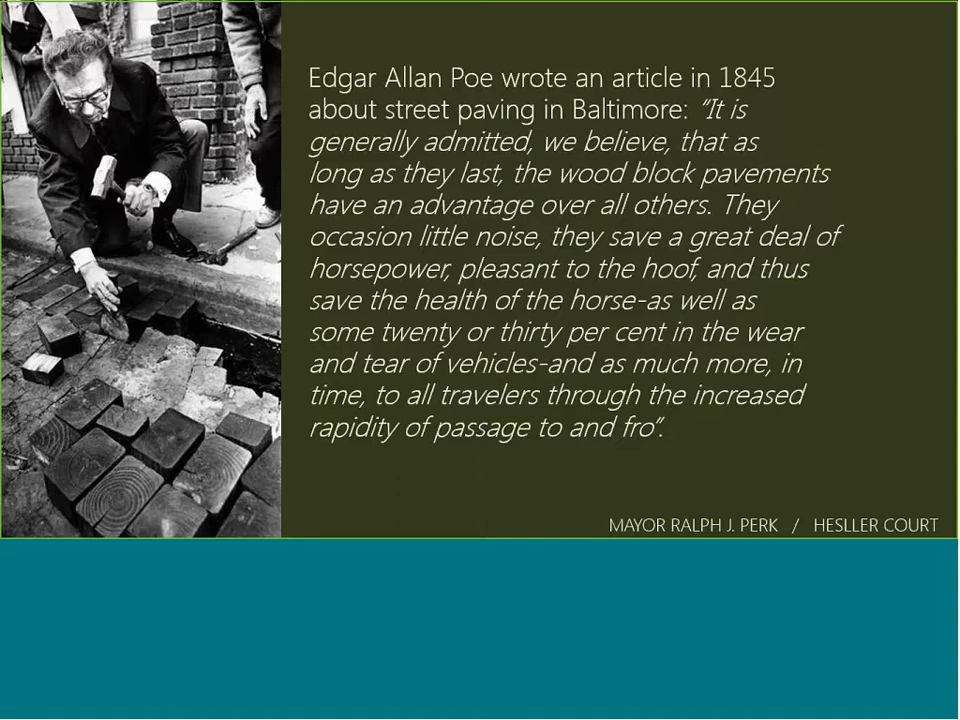 Edgar Allan Poe wrote an article in 1845
about street paving in Baltimore: “It is
generally admitted, we believe, that as
long as they last, the wood block pavements
have an advantage over all others. They
occasion little noise, they save a great deal of
horsepower, pleasant to the hoof, and thus
save the health of the horse-as well as
some twenty or thirty per cent in the wear
and tear of vehicles-and as much more, in
time, to all travelers through the increased
rapidity of passage to and fro”.
MAYOR RALPH J. PERK / HESLLER COURT